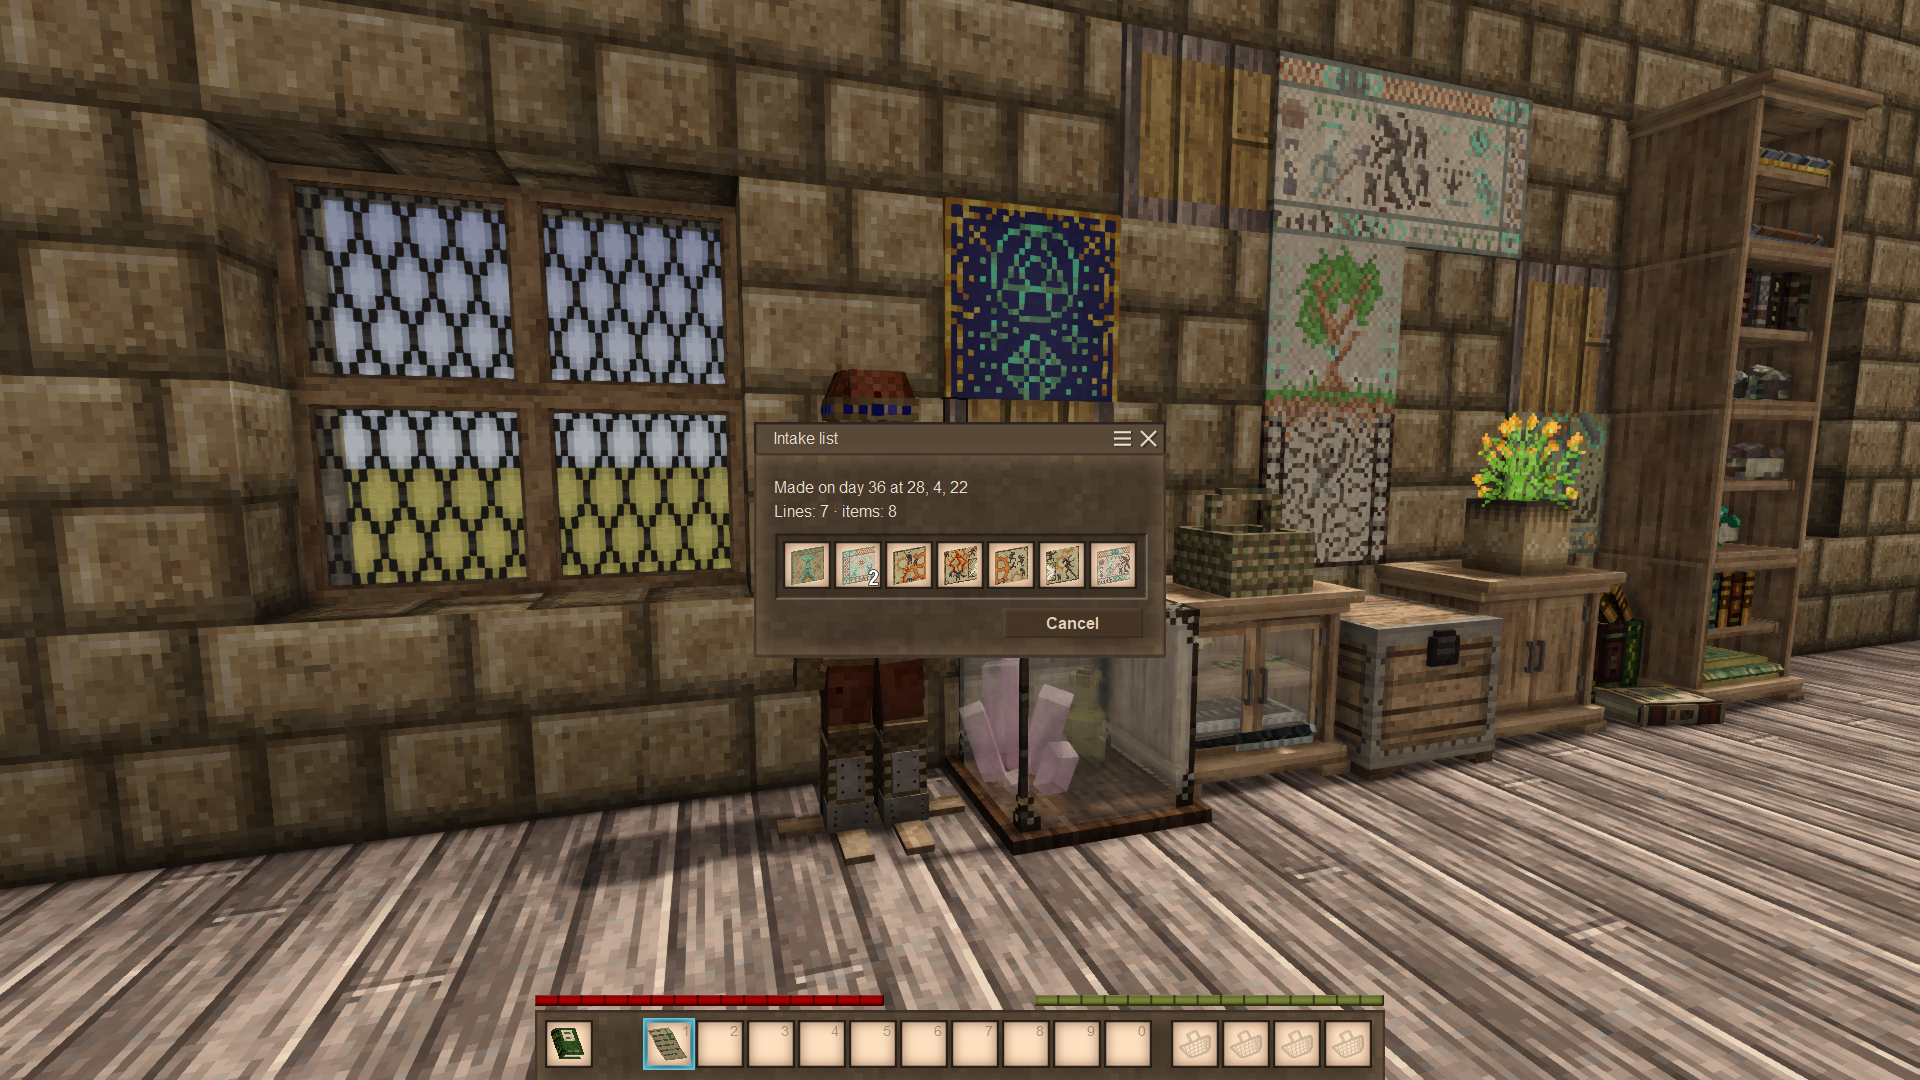 Intake list
Made on day 36 at 28, 4, 22
Lines: 7 · items: 8
2
Cancel
1 2 3 4 5 6 7 8 9 0